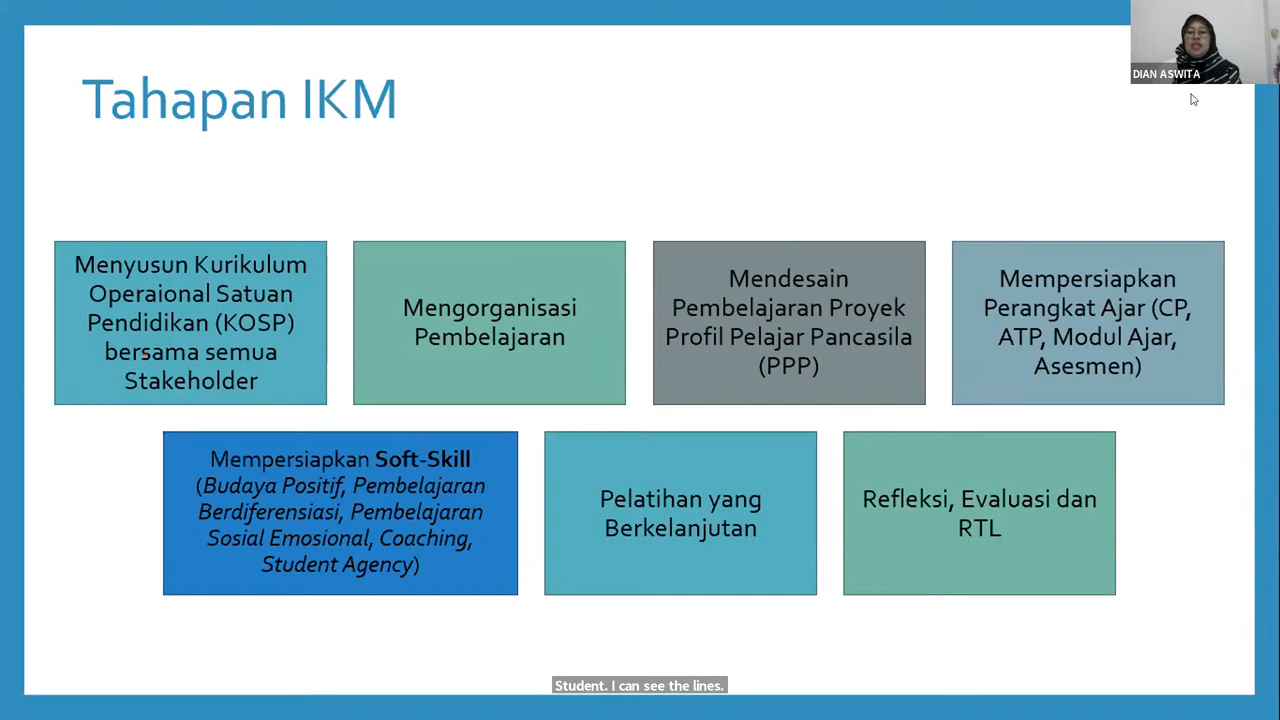 Tahapan IKM
DIAN ASWITA
Menyusun Kurikulum
Operaional Satuan
Pendidikan (KOSP)
bersama semua
Stakeholder
Mengorganisasi
Pembelajaran
Mendesain
Pembelajaran Proyek
Profil Pelajar Pancasila
(PPP)
Mempersiapkan
Perangkat Ajar (CP,
ATP, Modul Ajar,
Asesmen)
Mempersiapkan Soft-Skill
(Budaya Positif, Pembelajaran
Berdiferensiasi, Pembelajaran
Sosial Emosional, Coaching,
Student Agency)
Pelatihan yang
Berkelanjutan
Refleksi, Evaluasi dan
RTL
Student. I can see the lines.